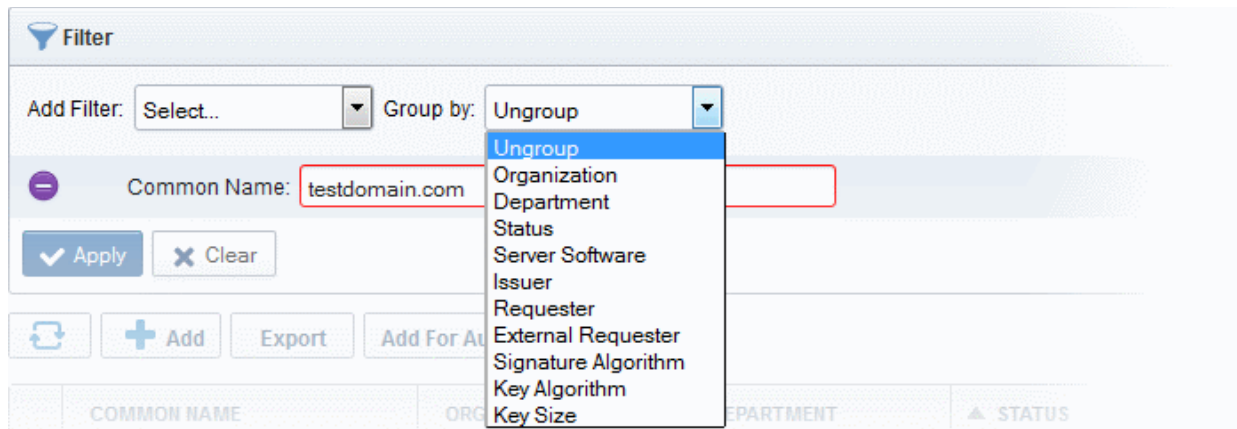 Filter
Add Filter: Select... Group by: Ungroup
Ungroup
Organization
Common Name: testdomain.com
Department
Status
Apply Clear
Server Software
Issuer
Requester
External Requester
Add Export Add For Au
Signature Algorithm
Key Algorithm
Key Size
COMMON NAME ORG EPARTMENT STATUS